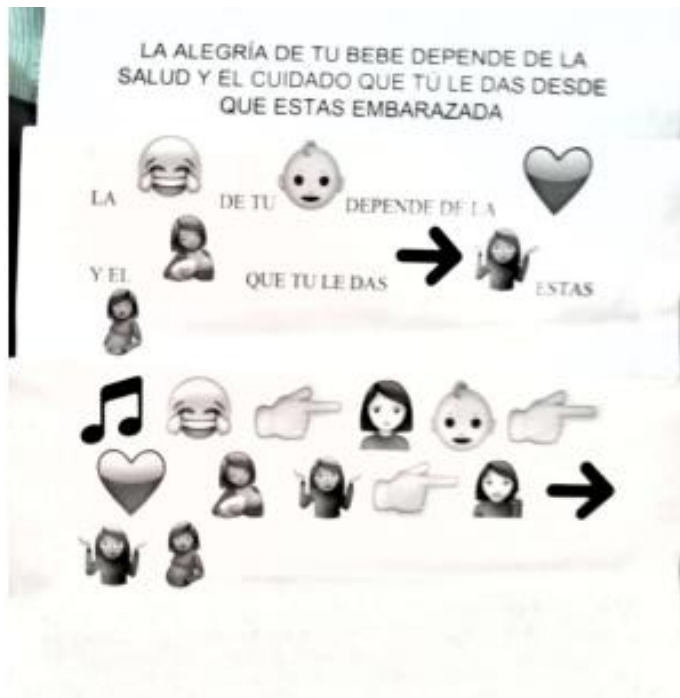 LA ALEGRÍA DE TU BEBE DEPENDE DE LA
SALUD Y EL CUIDADO QUE TÚ LE DAS DESDE
QUE ESTAS EMBARAZADA
LA DE TU DEPENDE DE LA
Y EL QUE TU LE DAS ESTAS